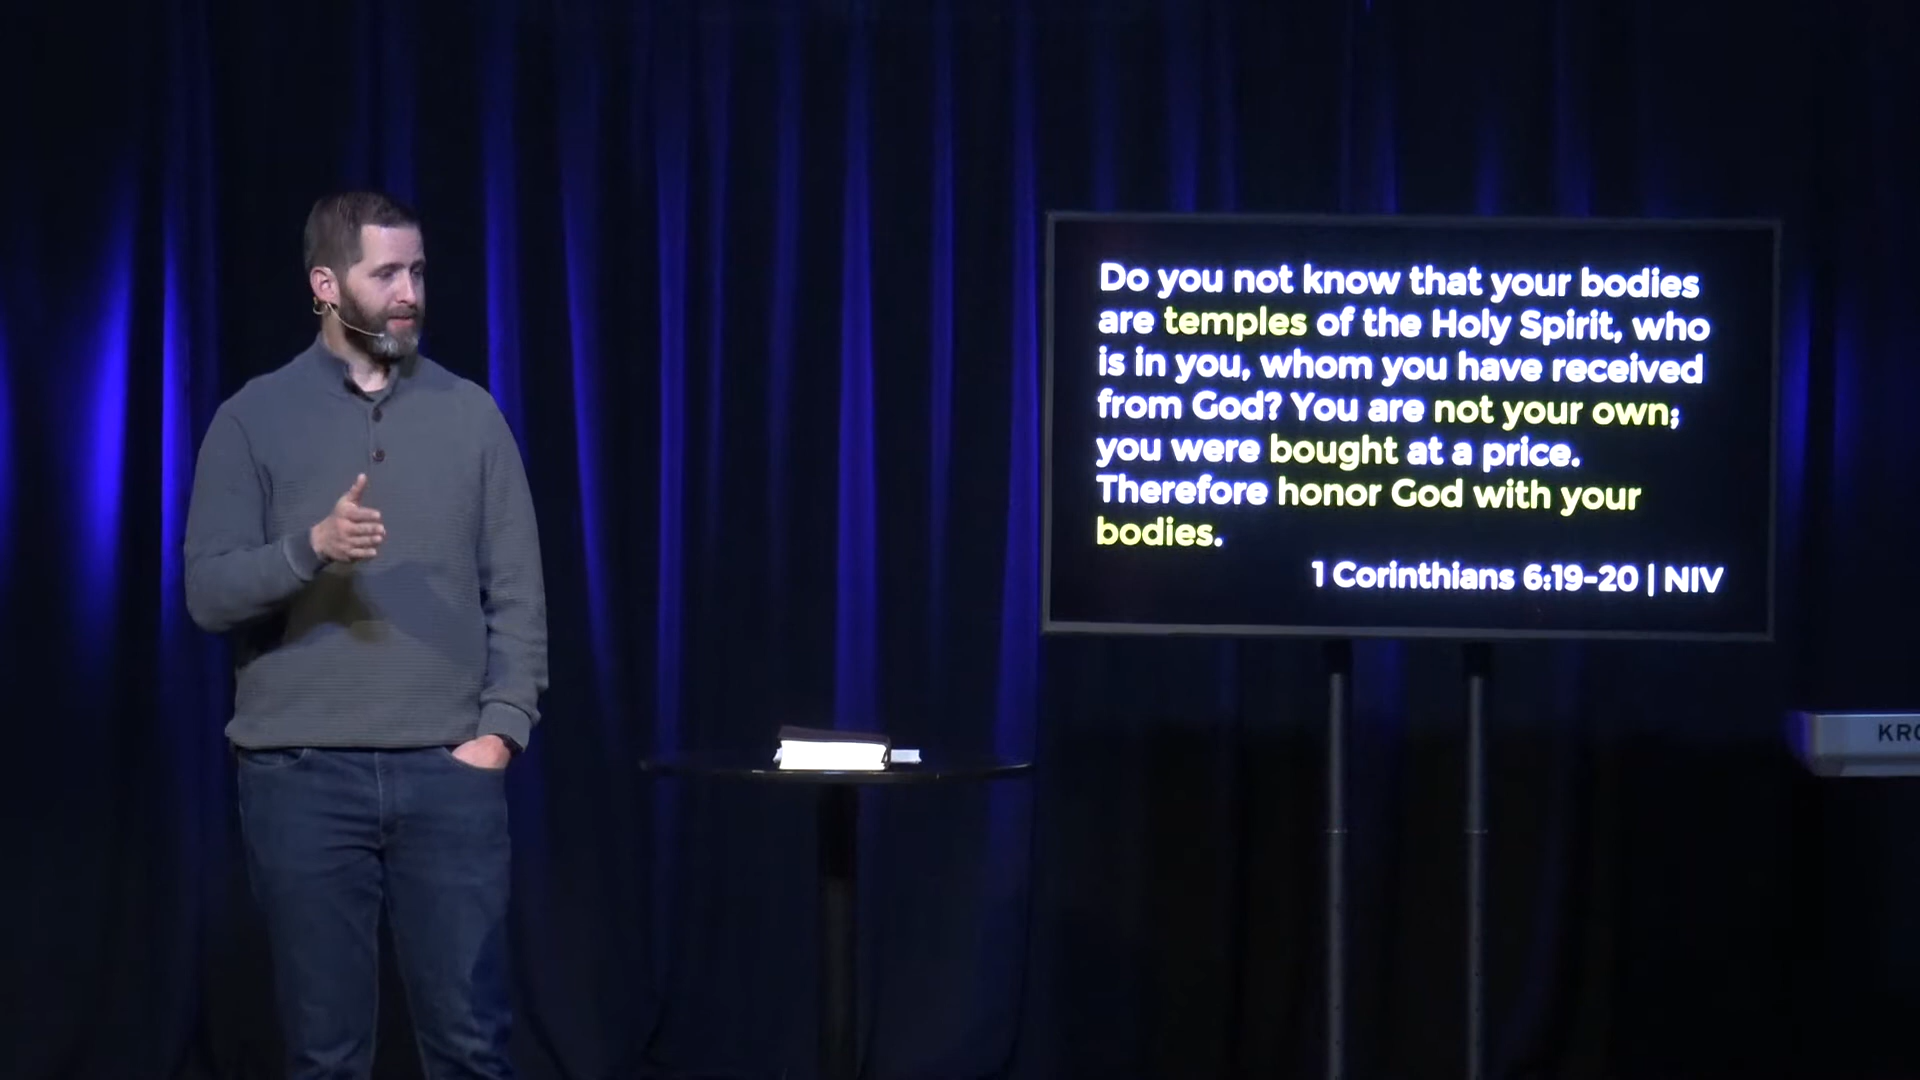 Do you not know that your bodies
are temples of the Holy Spirit, who
is in you, whom you have received
from God? You are not your own;
you were bought at a price.
Therefore honor God with your
bodies.
1 Corinthians 6:19-20 | NIV
KRO